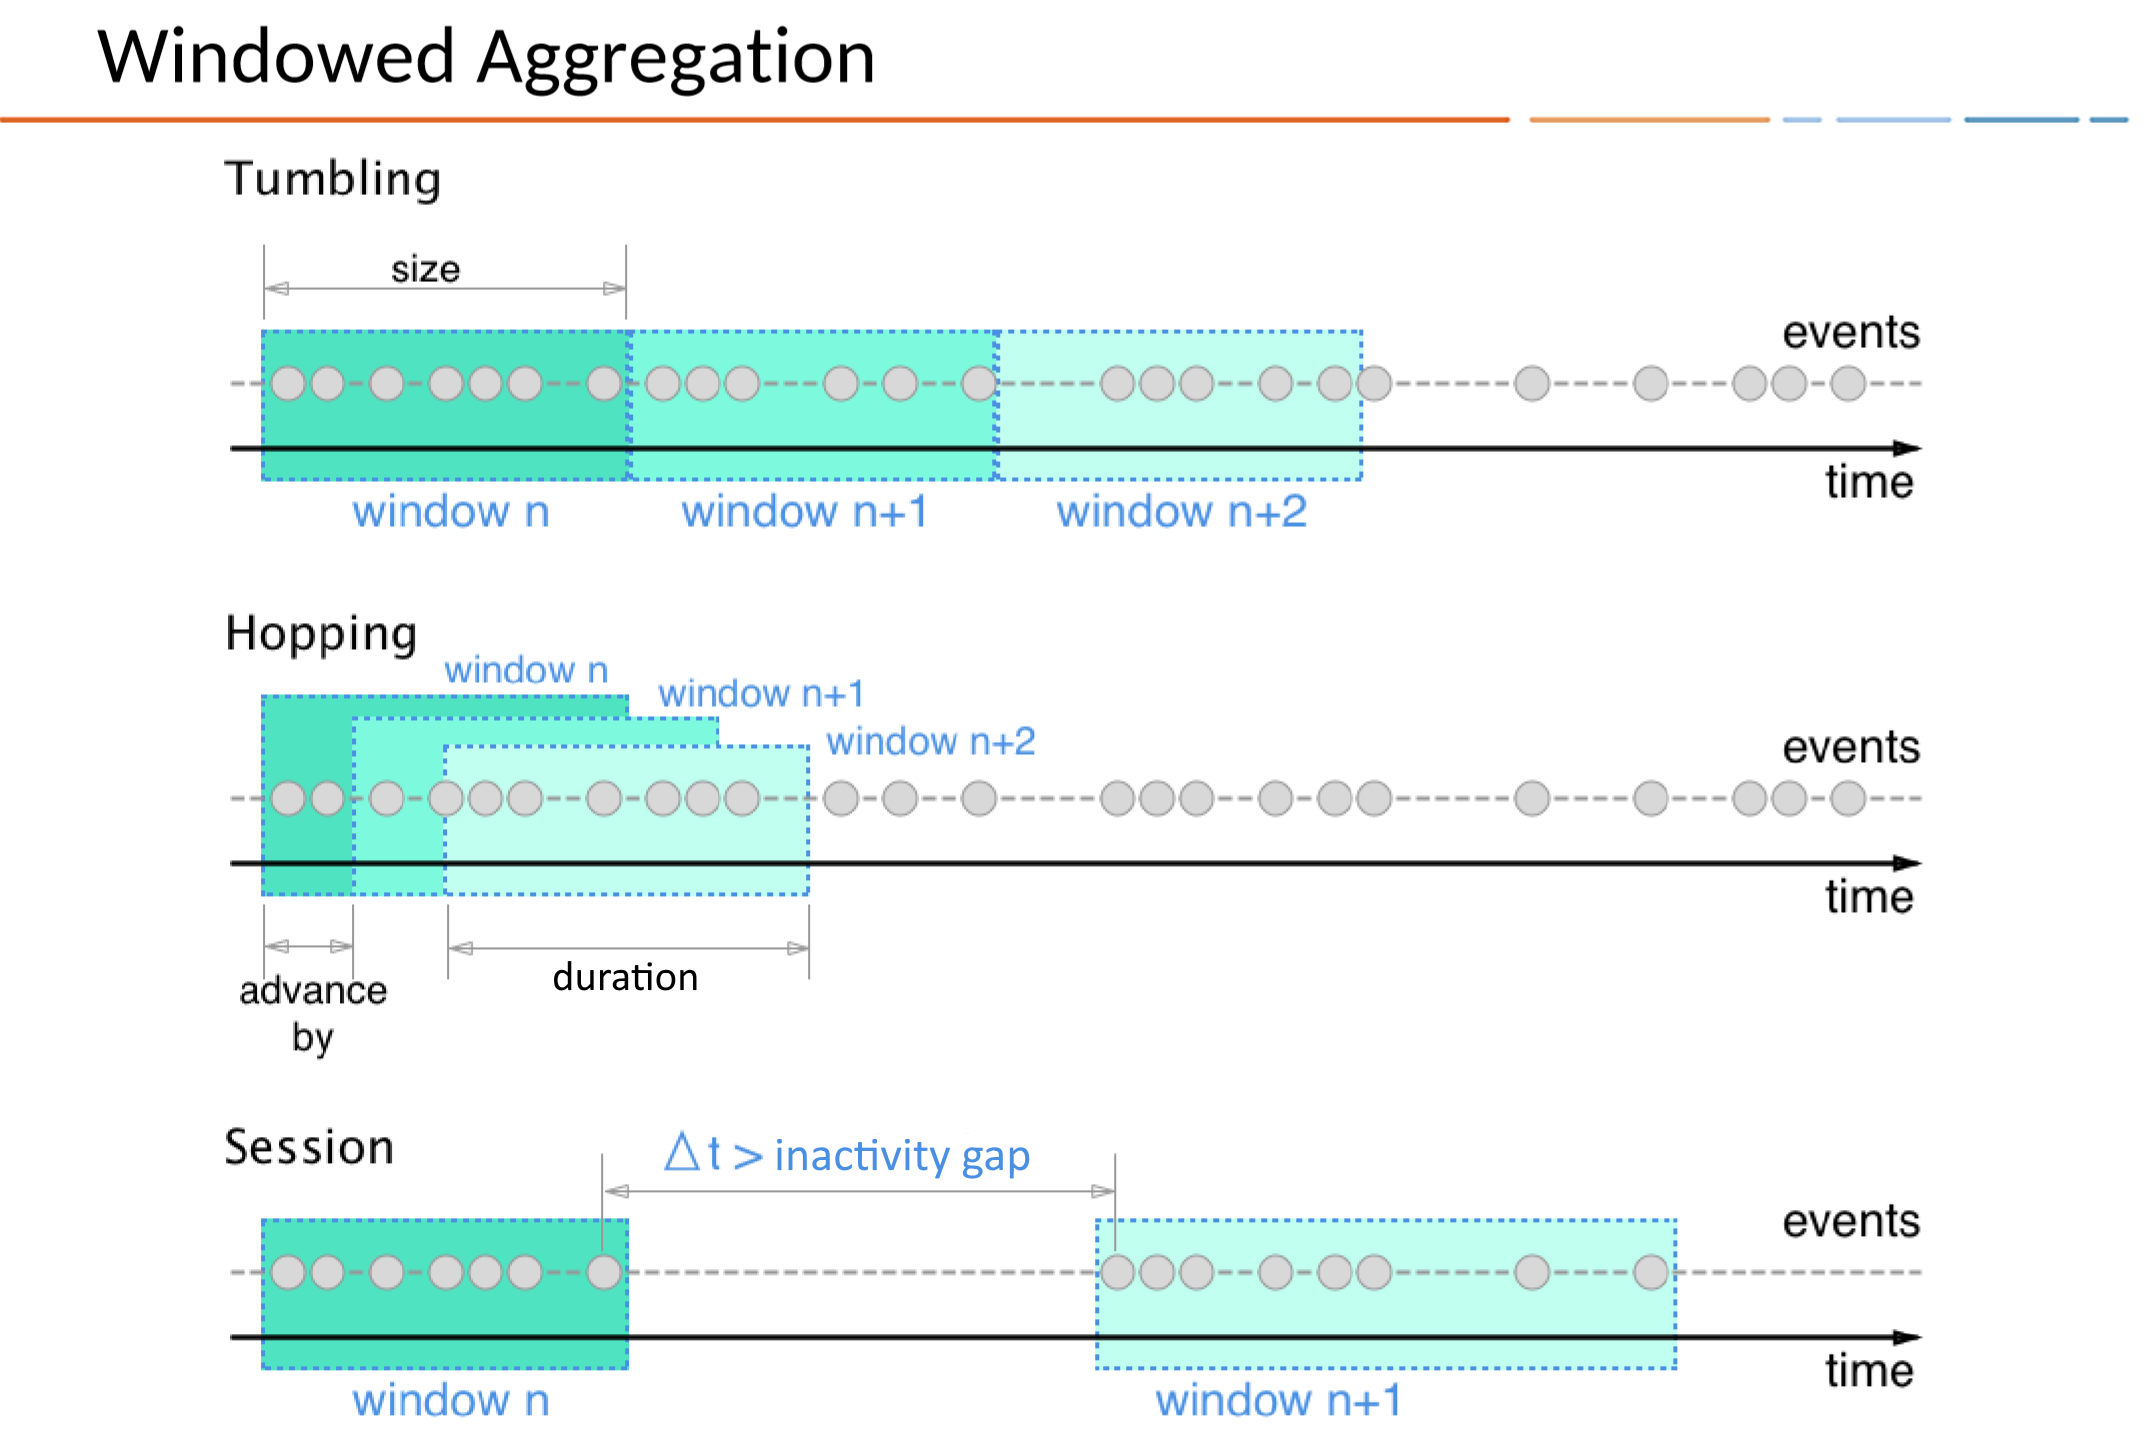 Windowed Aggregation
Tumbling
size
events
time
window n
window n+1
window n+2
Hopping
window n
window n+1
window n+2
events
time
advance
by
duration
Session
Δ t > inactivity gap
events
time
window n
window n+1